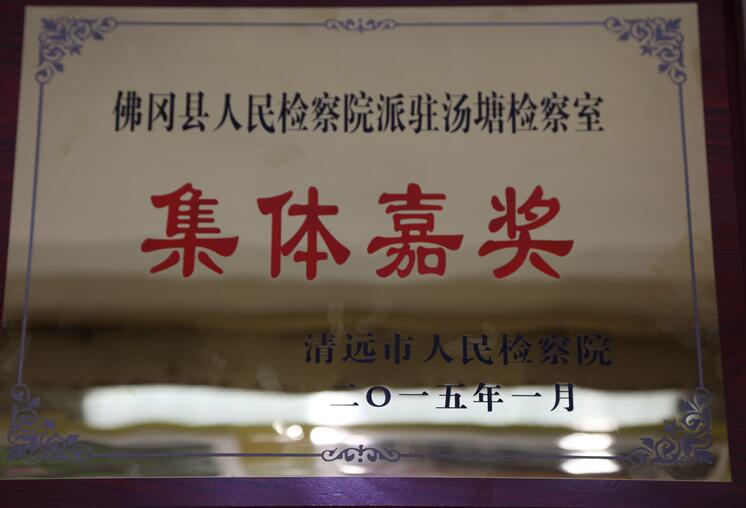 佛冈县人民检察院派驻汤塘检察室
集体嘉奖
清远市人民检察院
二〇一五年一月